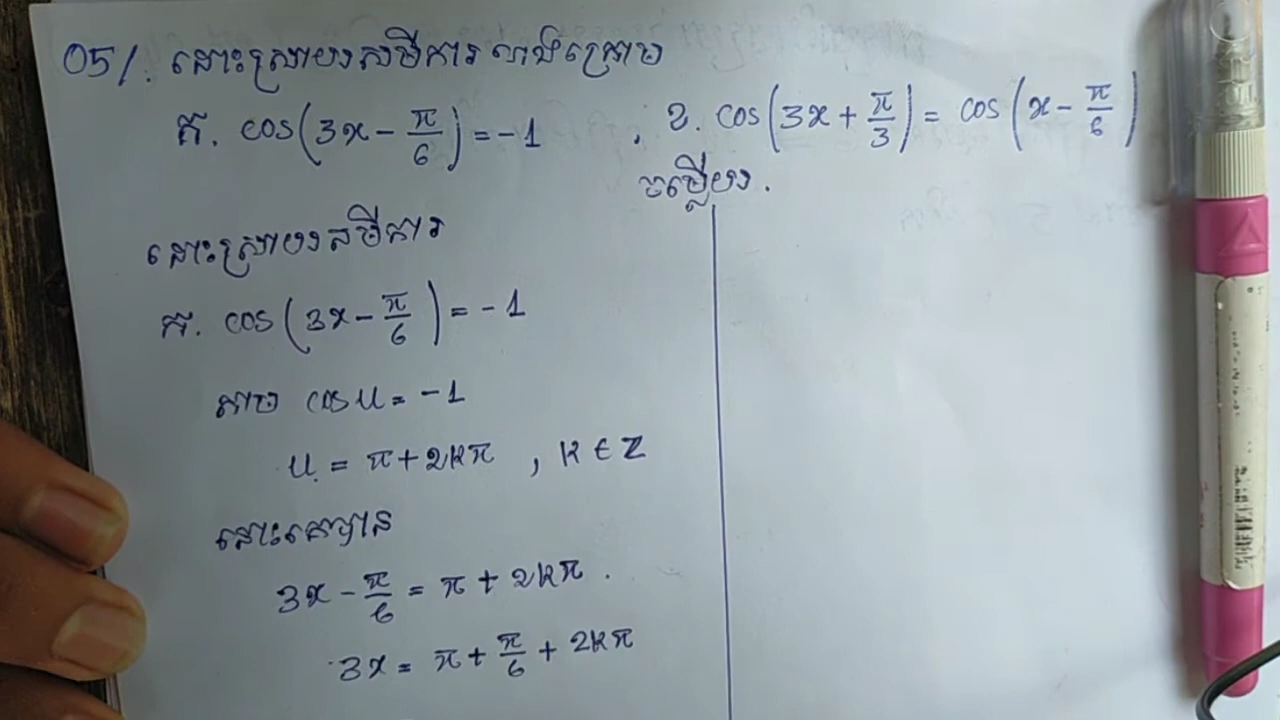 05/. ដោះស្រាយសមីការខាងក្រោម
ក. cos(3x - π/6) = -1 , ខ. cos(3x + π/3) = cos(x - π/6)
ចម្លើយ.
ដោះស្រាយសមីការ
ក. cos(3x - π/6) = -1
តាម cos u = -1
u = π + 2kπ , k ∈ Z
នោះគេបាន
3x - π/6 = π + 2kπ .
3x = π + π/6 + 2kπ